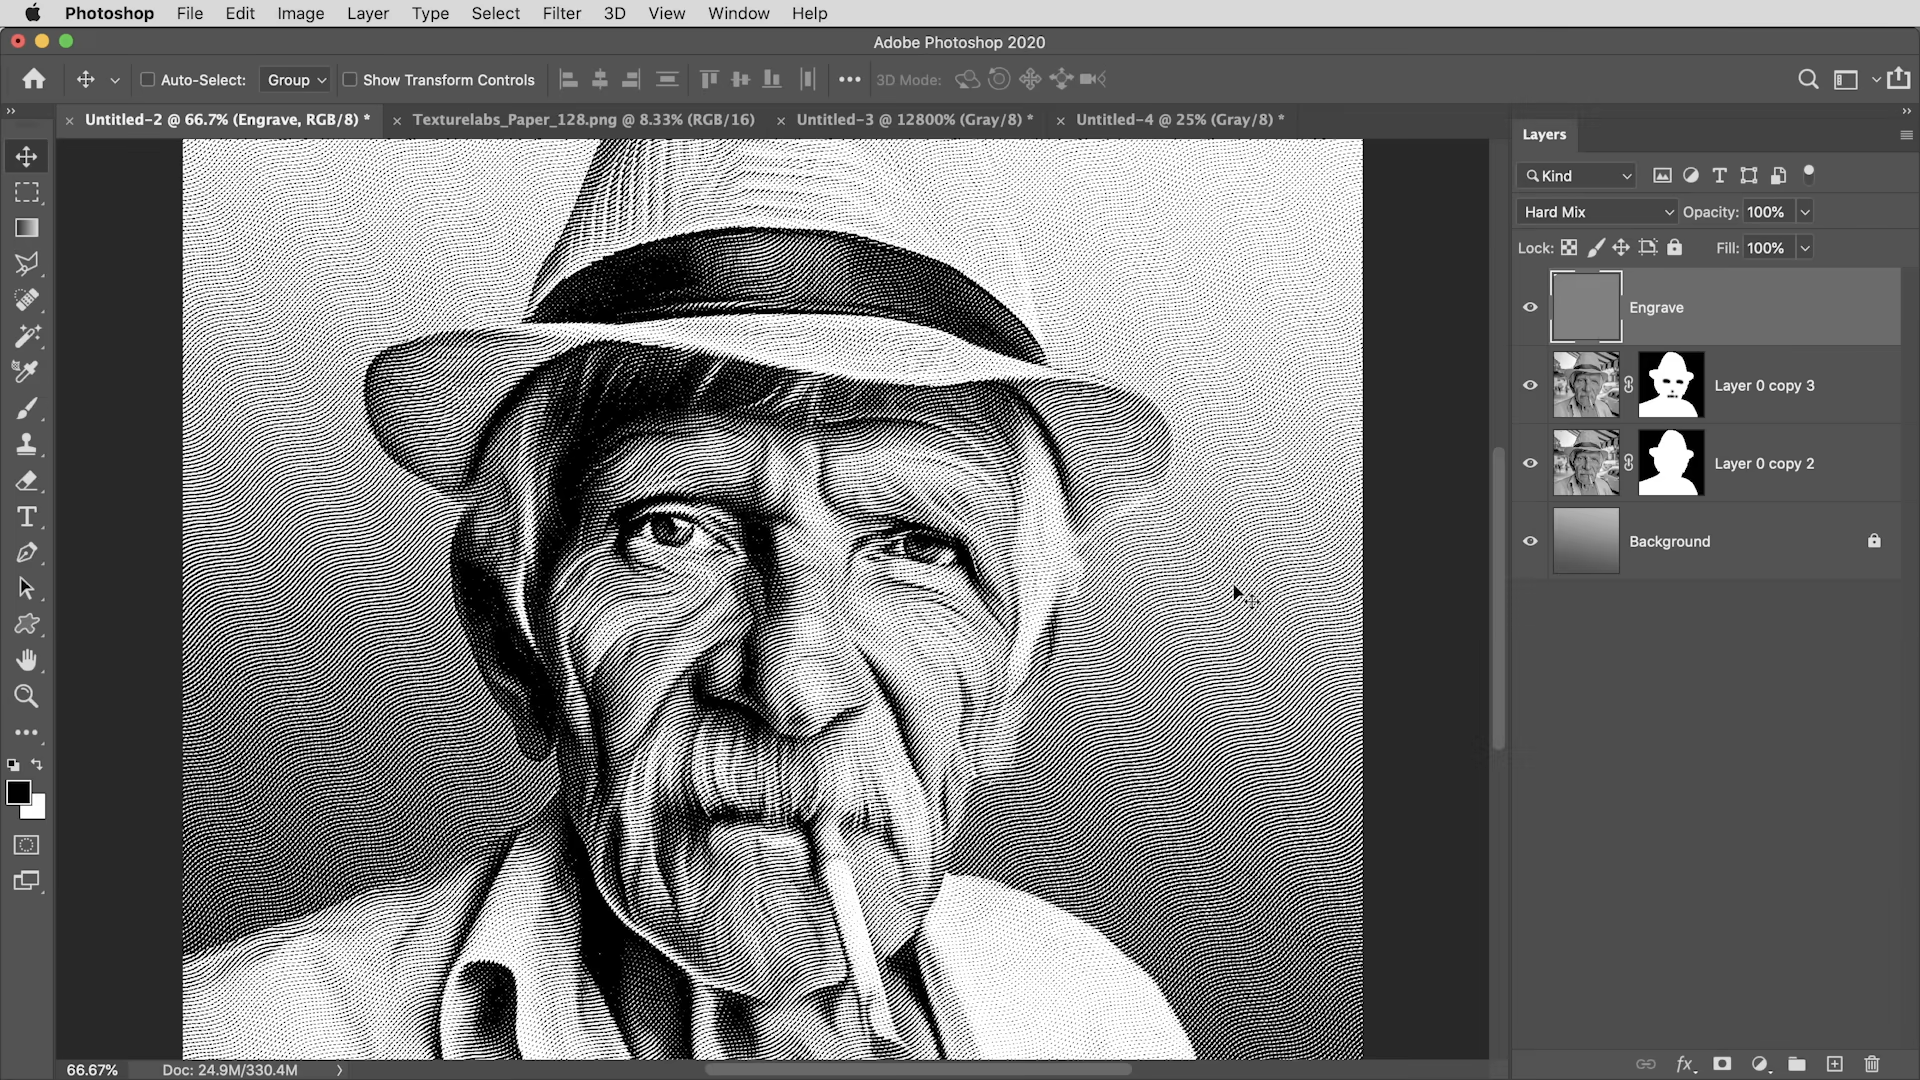 Photoshop File Edit Image Layer Type Select Filter 3D View Window Help
Adobe Photoshop 2020
Auto-Select: Group Show Transform Controls 3D Mode:
Untitled-2 @ 66.7% (Engrave, RGB/8) * Texturelabs_Paper_128.png @ 8.33% (RGB/16) Untitled-3 @ 12800% (Gray/8) * Untitled-4 @ 25% (Gray/8) *
Layers
Kind
Hard Mix Opacity: 100%
Lock: Fill: 100%
Engrave
Layer 0 copy 3
Layer 0 copy 2
Background
66.67% Doc: 24.9M/330.4M